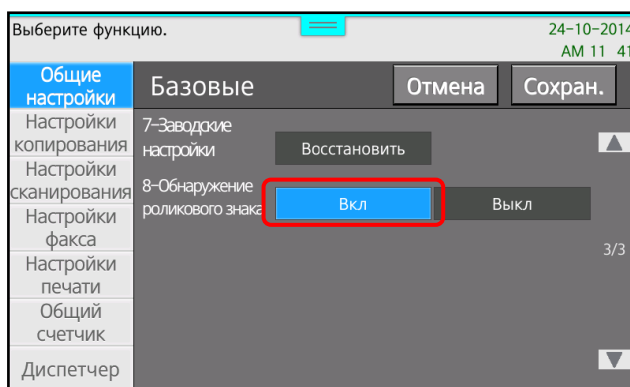 Выберите функцию.
24-10-2014
AM 11 41
Общие
настройки
Базовые
Отмена
Сохран.
Настройки
копирования
Настройки
сканирования
Настройки
факса
Настройки
печати
Общий
счетчик
Диспетчер
7-Заводские
настройки
Восстановить
8-Обнаружение
роликового знака
Вкл
Выкл
3/3